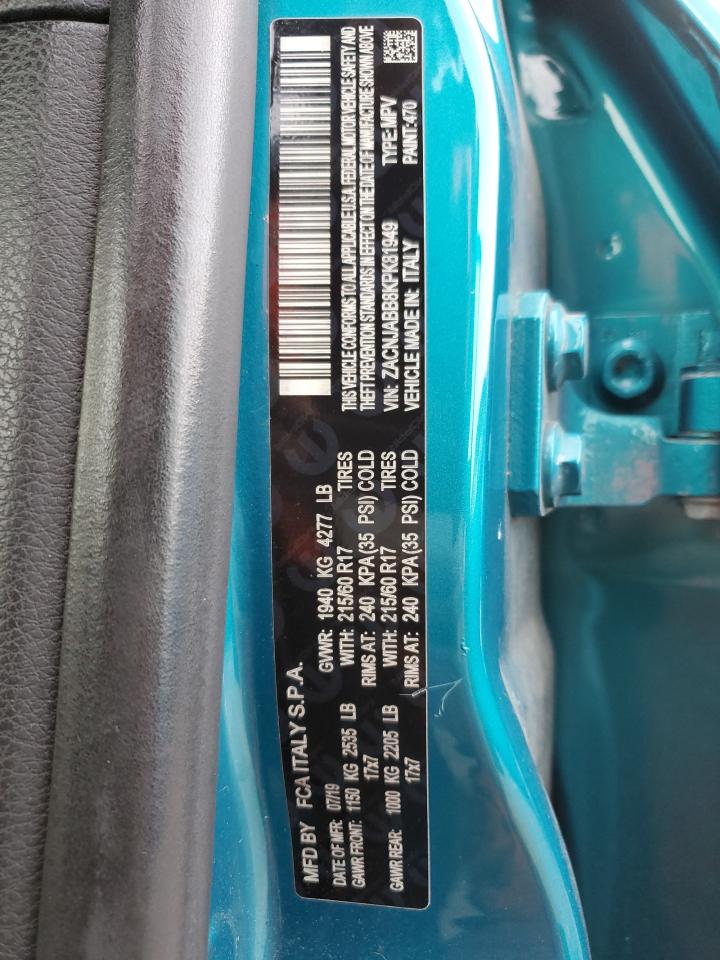 MFD BY FCA ITALY S.P.A.
DATE OF MFR: 07/19 GWWR: 1940 KG 4277 LB
GAWR FRONT: 1150 KG 2535 LB WITH: 215/60 R17 TIRES
17x7 RIMS AT: 240 KPA(35 PSI) COLD
GAWR REAR: 1000 KG 2205 LB WITH: 215/60 R17 TIRES
17x7 RIMS AT: 240 KPA(35 PSI) COLD
THIS VEHICLE CONFORMS TO ALL APPLICABLE U.S.A. FEDERAL MOTOR VEHICLE SAFETY AND
THEFT PREVENTION STANDARDS IN EFFECT ON THE DATE OF MANUFACTURE SHOWN ABOVE
VIN: ZACNJABB8KPK81949 TYPE: MPV
VEHICLE MADE IN: ITALY PAINT: 470